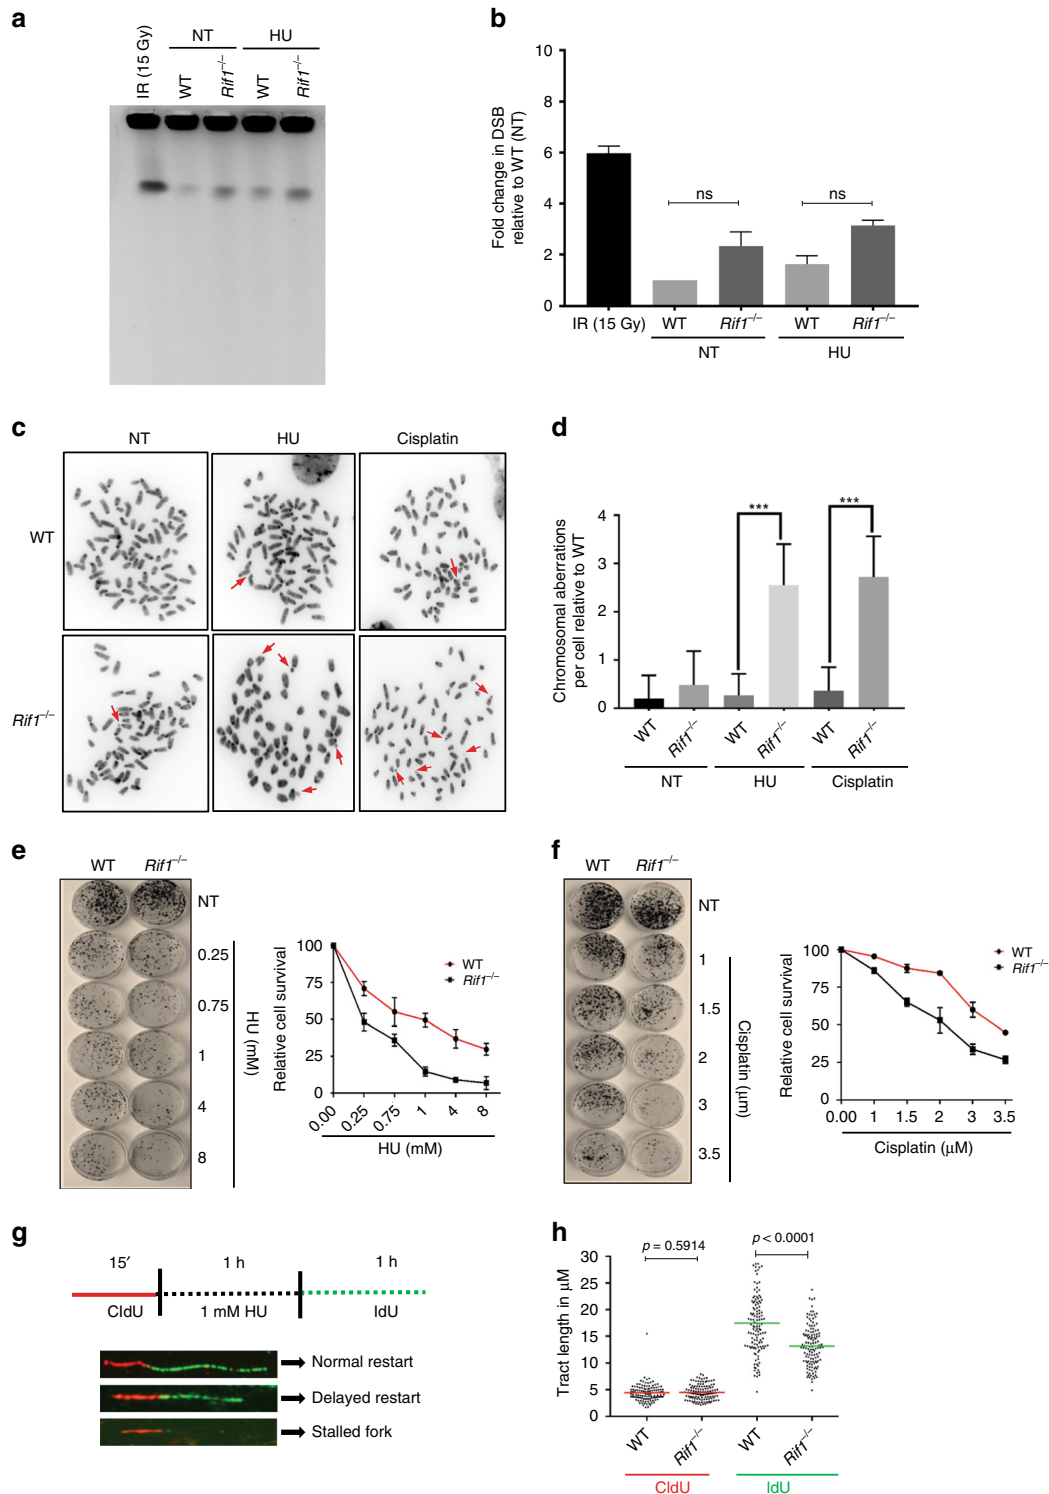 a
IR (15 Gy)
NT
HU
WT
Rif1–/–
WT
Rif1–/–
b
Fold change in DSB
relative to WT (NT)
10
8
6
4
2
0
ns
ns
IR (15 Gy)
WT
Rif1–/–
WT
Rif1–/–
NT
HU
c
NT
HU
Cisplatin
WT
Rif1–/–
d
Chromosomal aberrations
per cell relative to WT
4
3
2
1
0
***
***
WT
Rif1–/–
WT
Rif1–/–
WT
Rif1–/–
NT
HU
Cisplatin
e
WT
Rif1–/–
NT
0.25
0.75
1
4
8
HU (mM)
Relative cell survival
100
75
50
25
0
WT
Rif1–/–
0.00
0.25
0.75
1
4
8
HU (mM)
f
WT
Rif1–/–
NT
1
1.5
2
3
3.5
Cisplatin (μm)
Relative cell survival
100
75
50
25
0
WT
Rif1–/–
0.00
1
1.5
2
3
3.5
Cisplatin (μM)
g
15′
1 h
1 h
CldU
1 mM HU
IdU
Normal restart
Delayed restart
Stalled fork
h
Tract length in μM
30
25
20
15
10
5
0
p = 0.5914
p < 0.0001
WT
Rif1–/–
WT
Rif1–/–
CldU
IdU